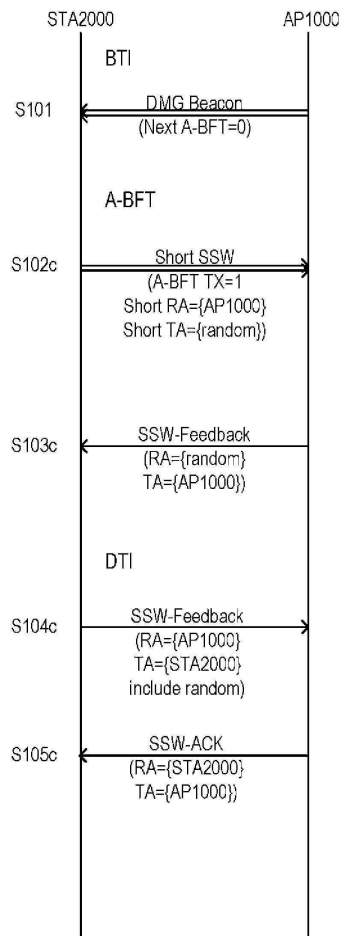 STA2000 AP1000
BTI
S101 DMG Beacon
(Next A-BFT=0)
A-BFT
S102c Short SSW
(A-BFT TX=1
Short RA={AP1000}
Short TA={random})
S103c SSW-Feedback
(RA={random}
TA={AP1000})
DTI
S104c SSW-Feedback
(RA={AP1000}
TA={STA2000}
include random)
S105c SSW-ACK
(RA={STA2000}
TA={AP1000})